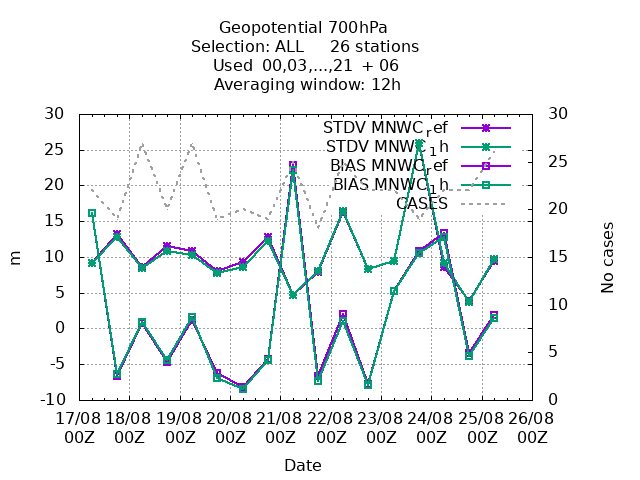 Geopotential 700hPa
Selection: ALL 26 stations
Used 00,03,...,21 + 06
Averaging window: 12h
30 30
STDV MNWC_ref
STDV MNWC_1h
BIAS MNWC_ref
BIAS MNWC_1h
CASES
25 25
20 20
15 15
10
5 10
0
-5 5
-10 0
m
No cases
17/08 18/08 19/08 20/08 21/08 22/08 23/08 24/08 25/08 26/08
00Z 00Z 00Z 00Z 00Z 00Z 00Z 00Z 00Z 00Z
Date